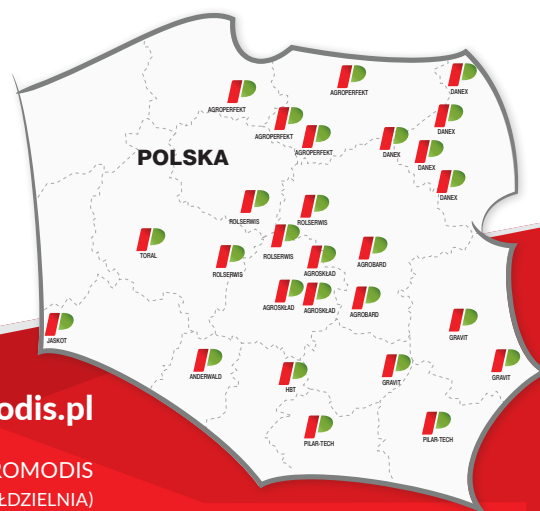 AGROPERFEKT
DANEX
AGROPERFEKT
AGROPERFEKT
DANEX
AGROPERFEKT
DANEX
DANEX
POLSKA
DANEX
ROLSERWIS
ROLSERWIS
TORAL
ROLSERWIS
AGROBARD
ROLSERWIS
AGROSKŁAD
AGROSKŁAD
AGROSKŁAD
AGROBARD
JASKOT
GRAVIT
ANDERWALD
HBT
GRAVIT
GRAVIT
PILAR-TECH
PILAR-TECH
odis.pl
ROMODIS
ŁDZIELNIA)